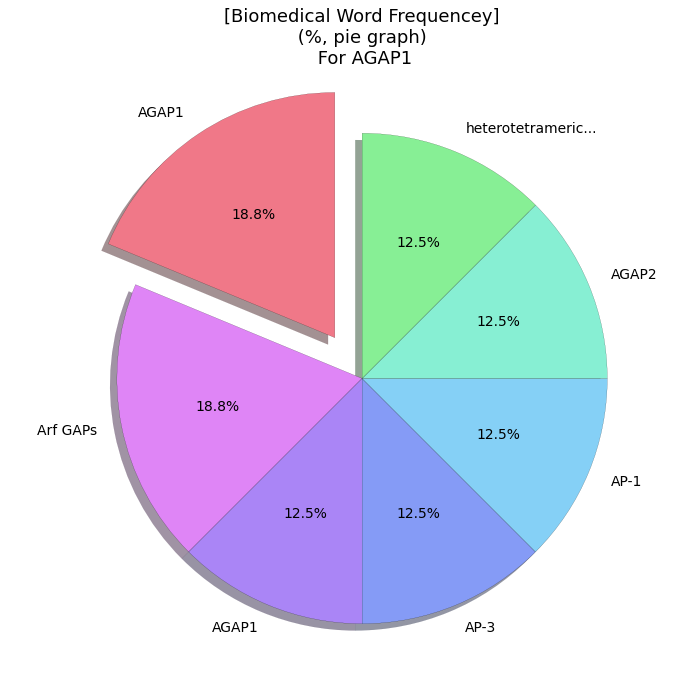 [Biomedical Word Frequencey]
(%, pie graph)
For AGAP1
AGAP1
heterotetrameric...
18.8%
12.5%
AGAP2
12.5%
18.8%
Arf GAPs
12.5%
AP-1
12.5%
12.5%
AGAP1
AP-3